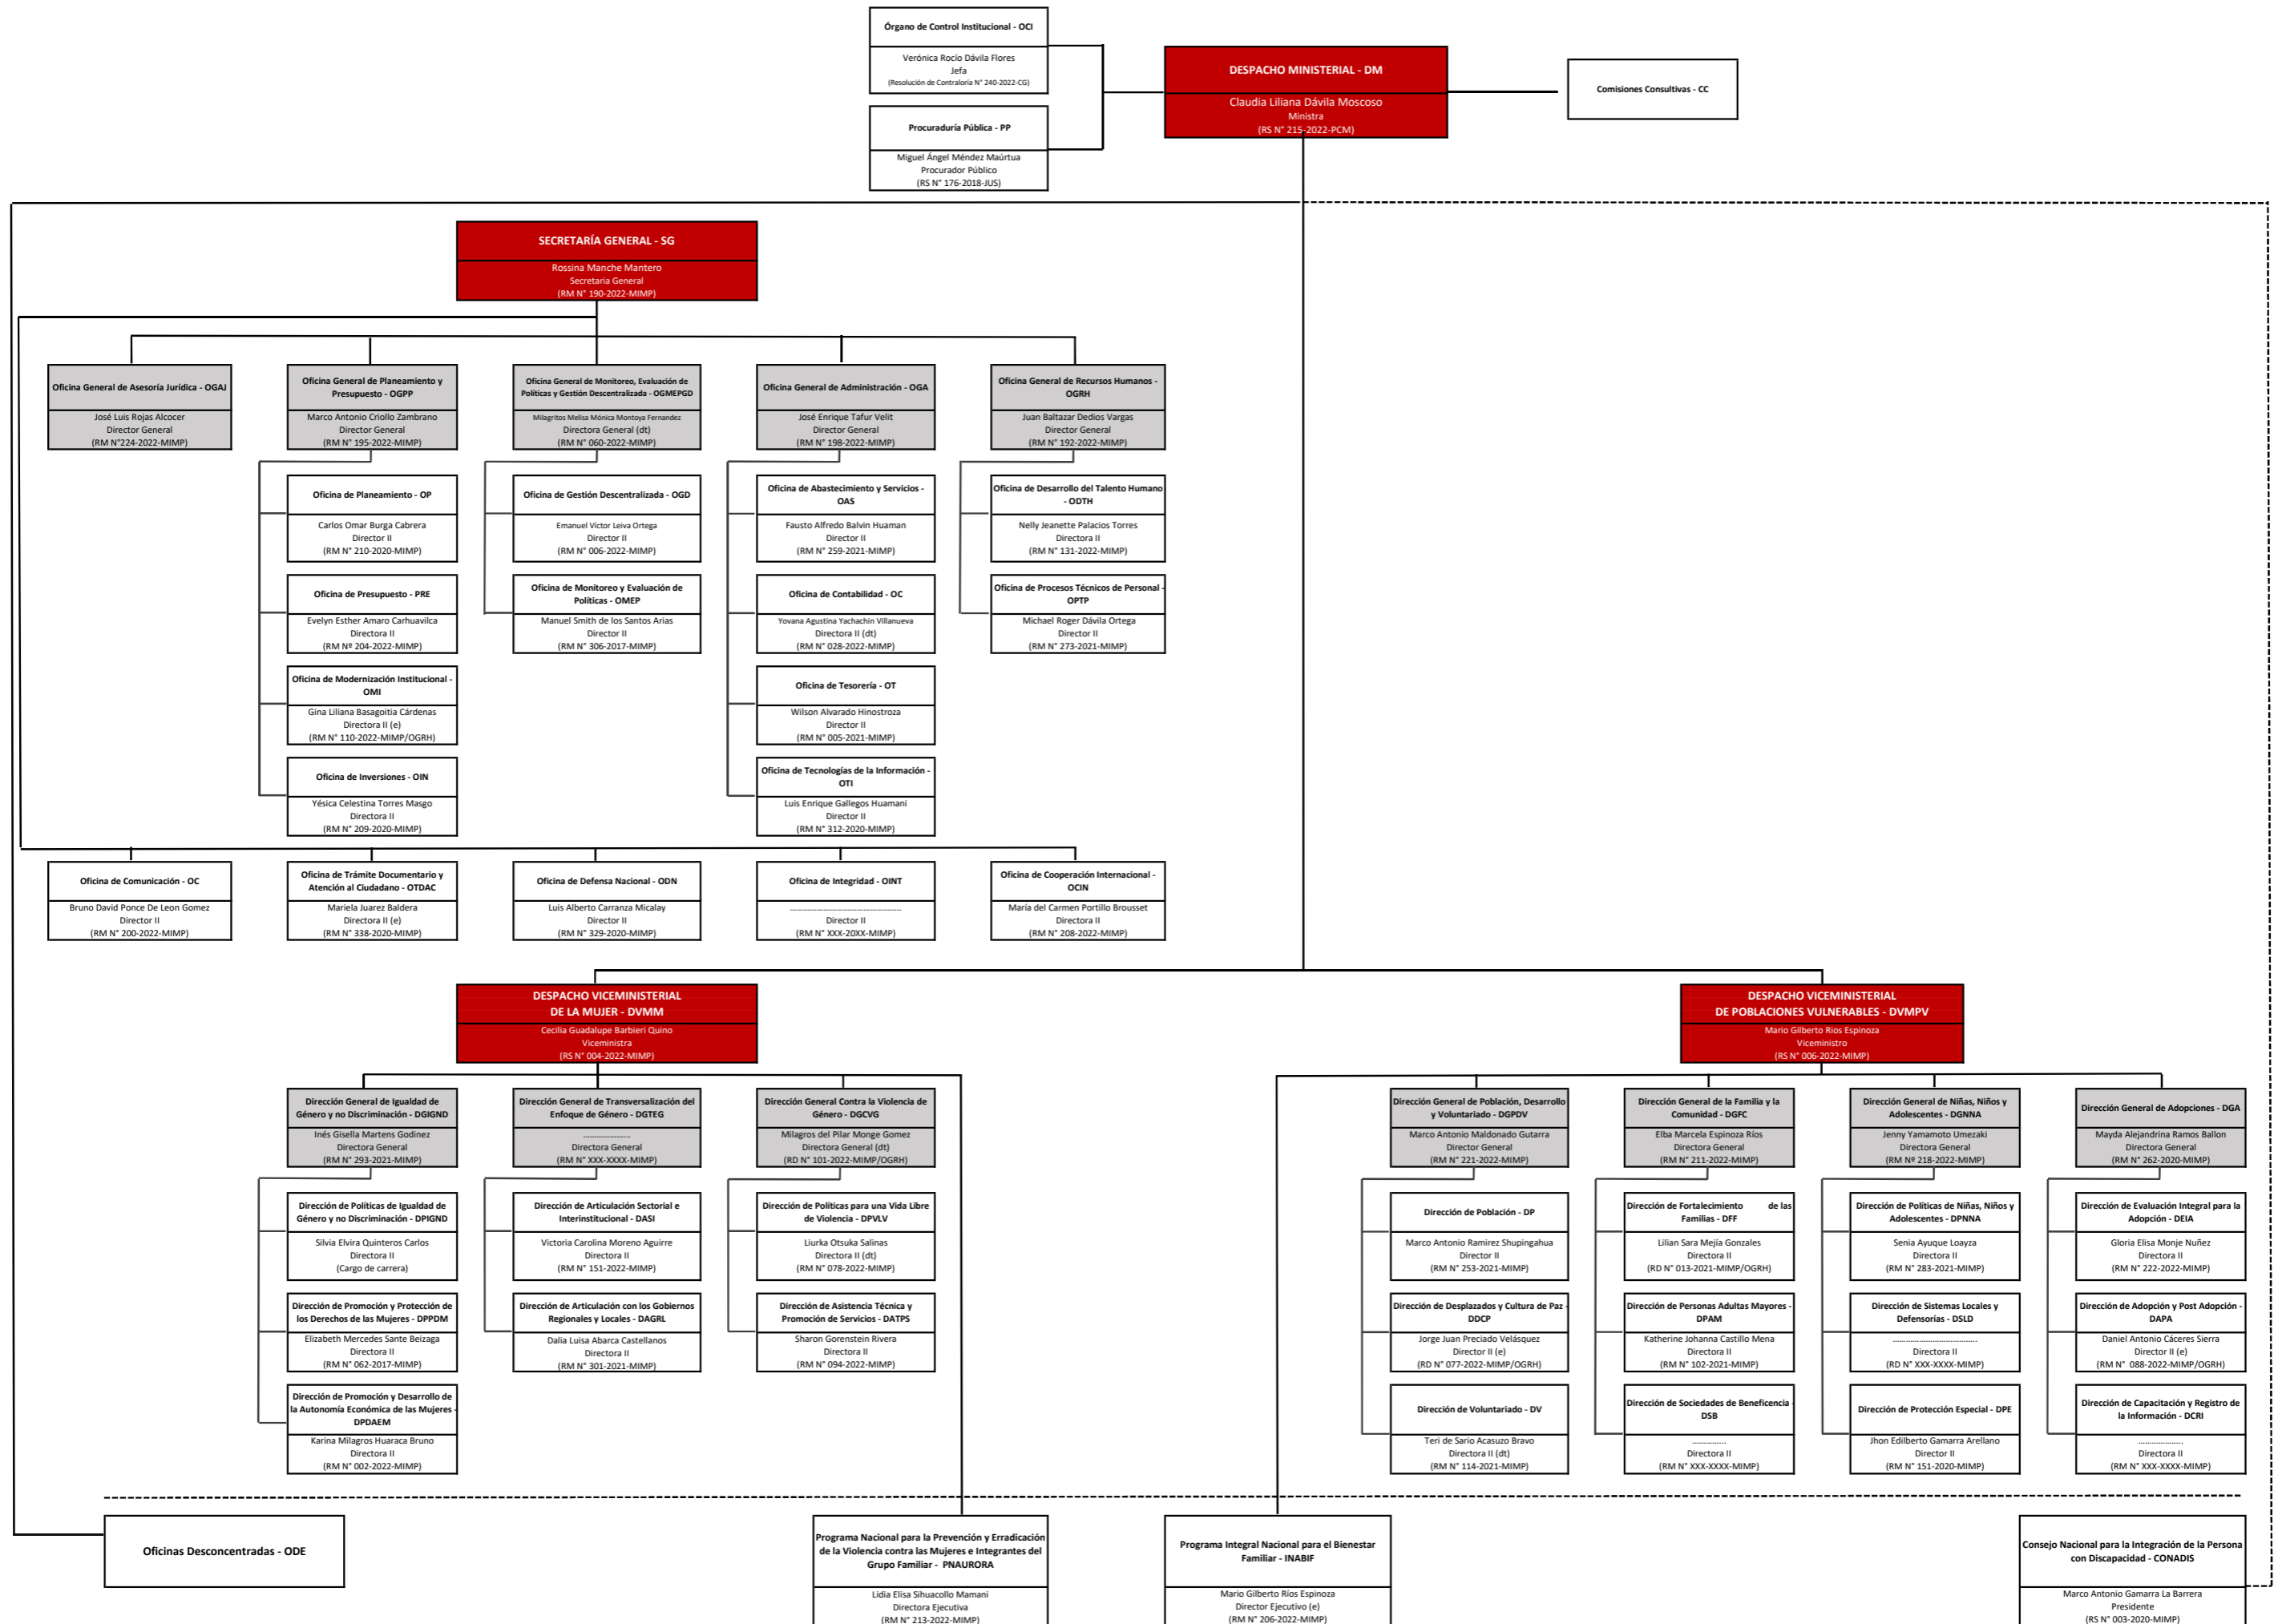 Órgano de Control Institucional - OCI
Verónica Rocío Dávila Flores
Jefa
(Resolución de Contraloría N° 240-2022-CG)
DESPACHO MINISTERIAL - DM
Claudia Liliana Dávila Moscoso
Ministra
(RS N° 215-2022-PCM)
Comisiones Consultivas - CC
Procuraduría Pública - PP
Miguel Ángel Méndez Maúrtua
Procurador Público
(RS N° 176-2018-JUS)
SECRETARÍA GENERAL - SG
Rossina Manche Mantero
Secretaria General
(RM N° 190-2022-MIMP)
Oficina General de Asesoría Jurídica - OGAJ
José Luis Rojas Alcocer
Director General
(RM N°224-2022-MIMP)
Oficina General de Planeamiento y
Presupuesto - OGPP
Marco Antonio Criollo Zambrano
Director General
(RM N° 195-2022-MIMP)
Oficina General de Monitoreo, Evaluación de
Políticas y Gestión Descentralizada - OGMEPGD
Milagritos Melisa Mónica Montoya Fernandez
Directora General (dt)
(RM N° 060-2022-MIMP)
Oficina General de Administración - OGA
José Enrique Tafur Velit
Director General
(RM N° 198-2022-MIMP)
Oficina General de Recursos Humanos -
OGRH
Juan Baltazar Dedios Vargas
Director General
(RM N° 192-2022-MIMP)
Oficina de Planeamiento - OP
Carlos Omar Burga Cabrera
Director II
(RM N° 210-2020-MIMP)
Oficina de Gestión Descentralizada - OGD
Emanuel Víctor Leiva Ortega
Director II
(RM N° 006-2022-MIMP)
Oficina de Abastecimiento y Servicios -
OAS
Fausto Alfredo Balvin Huaman
Director II
(RM N° 259-2021-MIMP)
Oficina de Desarrollo del Talento Humano
- ODTH
Nelly Jeanette Palacios Torres
Directora II
(RM N° 131-2022-MIMP)
Oficina de Presupuesto - PRE
Evelyn Esther Amaro Carhuavilca
Directora II
(RM Nº 204-2022-MIMP)
Oficina de Monitoreo y Evaluación de
Políticas - OMEP
Manuel Smith de los Santos Arias
Director II
(RM N° 306-2017-MIMP)
Oficina de Contabilidad - OC
Yovana Agustina Yachachin Villanueva
Directora II (dt)
(RM N° 028-2022-MIMP)
Oficina de Procesos Técnicos de Personal -
OPTP
Michael Roger Dávila Ortega
Director II
(RM N° 273-2021-MIMP)
Oficina de Modernización Institucional -
OMI
Gina Liliana Basagoitia Cárdenas
Directora II (e)
(RM N° 110-2022-MIMP/OGRH)
Oficina de Tesorería - OT
Wilson Alvarado Hinostroza
Director II
(RM N° 005-2021-MIMP)
Oficina de Inversiones - OIN
Yésica Celestina Torres Masgo
Directora II
(RM N° 209-2020-MIMP)
Oficina de Tecnologías de la Información -
OTI
Luis Enrique Gallegos Huamani
Director II
(RM N° 312-2020-MIMP)
Oficina de Comunicación - OC
Bruno David Ponce De Leon Gomez
Director II
(RM N° 200-2022-MIMP)
Oficina de Trámite Documentario y
Atención al Ciudadano - OTDAC
Mariela Juarez Baldera
Directora II (e)
(RM N° 338-2020-MIMP)
Oficina de Defensa Nacional - ODN
Luis Alberto Carranza Micalay
Director II
(RM N° 329-2020-MIMP)
Oficina de Integridad - OINT
.................................................
Director II
(RM N° XXX-20XX-MIMP)
Oficina de Cooperación Internacional -
OCIN
María del Carmen Portillo Brousset
Directora II
(RM N° 208-2022-MIMP)
DESPACHO VICEMINISTERIAL
DE LA MUJER - DVMM
Cecilia Guadalupe Barbieri Quino
Viceministra
(RS N° 004-2022-MIMP)
DESPACHO VICEMINISTERIAL
DE POBLACIONES VULNERABLES - DVMPV
Mario Gilberto Rios Espinoza
Viceministro
(RS N° 006-2022-MIMP)
Dirección General de Igualdad de
Género y no Discriminación - DGIGND
Inés Gisella Martens Godinez
Directora General
(RM N° 293-2021-MIMP)
Dirección General de Transversalización del
Enfoque de Género - DGTEG
.....................
Directora General
(RM N° XXX-XXXX-MIMP)
Dirección General Contra la Violencia de
Género - DGCVG
Milagros del Pilar Monge Gomez
Directora General (dt)
(RD N° 101-2022-MIMP/OGRH)
Dirección General de Población, Desarrollo
y Voluntariado - DGPDV
Marco Antonio Maldonado Gutarra
Director General
(RM N° 221-2022-MIMP)
Dirección General de la Familia y la
Comunidad - DGFC
Elba Marcela Espinoza Ríos
Directora General
(RM N° 211-2022-MIMP)
Dirección General de Niñas, Niños y
Adolescentes - DGNNA
Jenny Yamamoto Umezaki
Directora General
(RM Nº 218-2022-MIMP)
Dirección General de Adopciones - DGA
Mayda Alejandrina Ramos Ballon
Directora General
(RM N° 262-2020-MIMP)
Dirección de Políticas de Igualdad de
Género y no Discriminación - DPIGND
Silvia Elvira Quinteros Carlos
Directora II
(Cargo de carrera)
Dirección de Articulación Sectorial e
Interinstitucional - DASI
Victoria Carolina Moreno Aguirre
Directora II
(RM N° 151-2022-MIMP)
Dirección de Políticas para una Vida Libre
de Violencia - DPVLV
Liurka Otsuka Salinas
Directora II (dt)
(RM N° 078-2022-MIMP)
Dirección de Población - DP
Marco Antonio Ramirez Shupingahua
Director II
(RM N° 253-2021-MIMP)
Dirección de Fortalecimiento de las
Familias - DFF
Lilian Sara Mejía Gonzales
Directora II
(RD N° 013-2021-MIMP/OGRH)
Dirección de Políticas de Niñas, Niños y
Adolescentes - DPNNA
Senia Ayuque Loayza
Directora II
(RM N° 283-2021-MIMP)
Dirección de Evaluación Integral para la
Adopción - DEIA
Gloria Elisa Monje Nuñez
Directora II
(RM N° 222-2022-MIMP)
Dirección de Promoción y Protección de
los Derechos de las Mujeres - DPPDM
Elizabeth Mercedes Sante Beizaga
Directora II
(RM N° 062-2017-MIMP)
Dirección de Articulación con los Gobiernos
Regionales y Locales - DAGRL
Dalia Luisa Abarca Castellanos
Directora II
(RM N° 301-2021-MIMP)
Dirección de Asistencia Técnica y
Promoción de Servicios - DATPS
Sharon Gorenstein Rivera
Directora II
(RM N° 094-2022-MIMP)
Dirección de Desplazados y Cultura de Paz -
DDCP
Jorge Juan Preciado Velásquez
Director II (e)
(RD N° 077-2022-MIMP/OGRH)
Dirección de Personas Adultas Mayores -
DPAM
Katherine Johanna Castillo Mena
Directora II
(RM N° 102-2021-MIMP)
Dirección de Sistemas Locales y
Defensorías - DSLD
.....................................
Directora II
(RD N° XXX-XXXX-MIMP)
Dirección de Adopción y Post Adopción -
DAPA
Daniel Antonio Cáceres Sierra
Director II (e)
(RM N° 088-2022-MIMP/OGRH)
Dirección de Promoción y Desarrollo de
la Autonomía Económica de las Mujeres -
DPDAEM
Karina Milagros Huaraca Bruno
Directora II
(RM N° 002-2022-MIMP)
Dirección de Voluntariado - DV
Teri de Sario Acasuzo Bravo
Directora II (dt)
(RM N° 114-2021-MIMP)
Dirección de Sociedades de Beneficencia -
DSB
...............
Directora II
(RM N° XXX-XXXX-MIMP)
Dirección de Protección Especial - DPE
Jhon Edilberto Gamarra Arellano
Director II
(RM N° 151-2020-MIMP)
Dirección de Capacitación y Registro de
la Información - DCRI
...................
Directora II
(RM N° XXX-XXXX-MIMP)
Oficinas Desconcentradas - ODE
Programa Nacional para la Prevención y Erradicación
de la Violencia contra las Mujeres e Integrantes del
Grupo Familiar - PNAURORA
Lidia Elisa Sihuacollo Mamani
Directora Ejecutiva
(RM N° 213-2022-MIMP)
Programa Integral Nacional para el Bienestar
Familiar - INABIF
Mario Gilberto Ríos Espinoza
Director Ejecutivo (e)
(RM N° 206-2022-MIMP)
Consejo Nacional para la Integración de la Persona
con Discapacidad - CONADIS
Marco Antonio Gamarra La Barrera
Presidente
(RS N° 003-2020-MIMP)